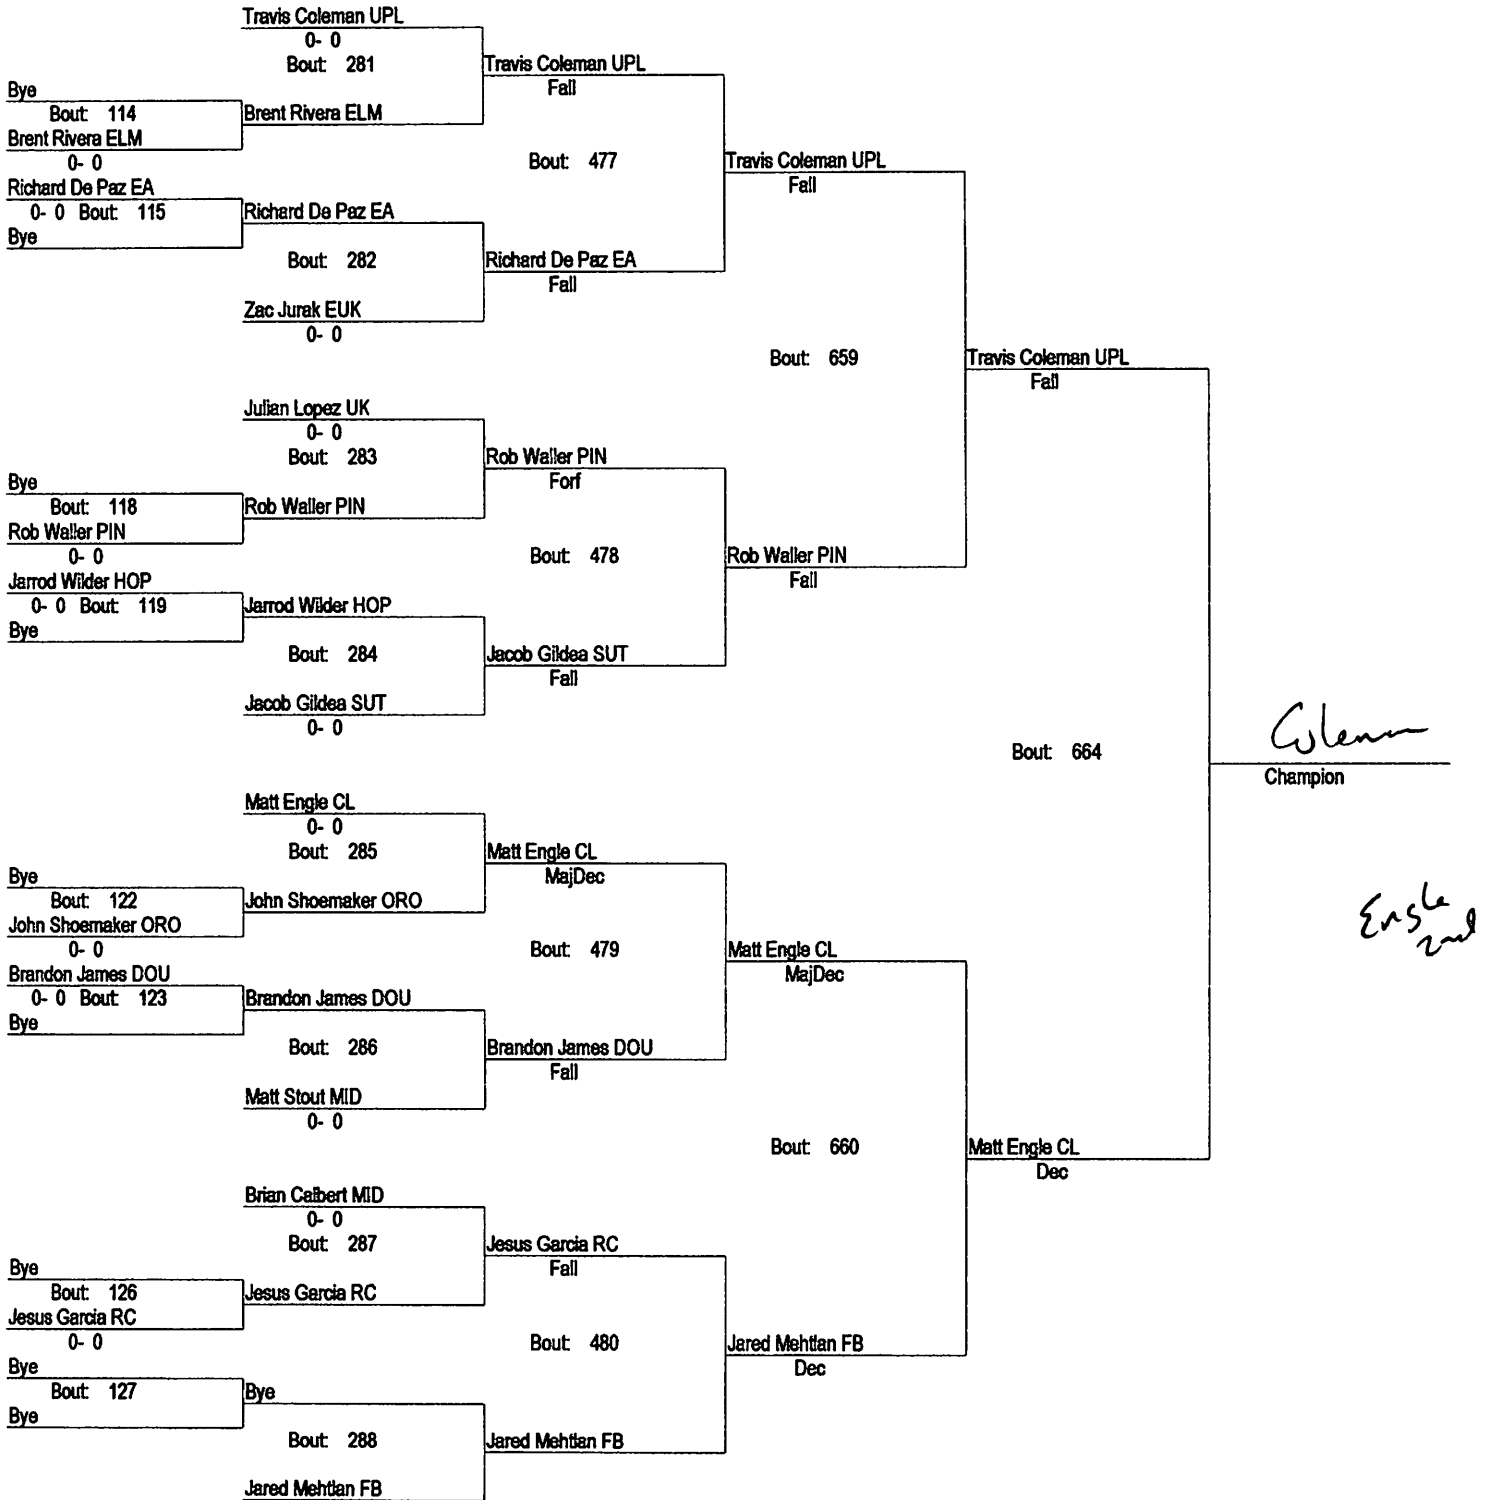 Travis Coleman UPL
0- 0
Bout: 281
Travis Coleman UPL
Fall
Bye
Bout: 114
Brent Rivera ELM
Brent Rivera ELM
0- 0
Bout: 477
Travis Coleman UPL
Fall
Richard De Paz EA
0- 0 Bout: 115
Richard De Paz EA
Bye
Bout: 282
Richard De Paz EA
Fall
Zac Jurak EUK
0- 0
Bout: 659
Travis Coleman UPL
Fall
Julian Lopez UK
0- 0
Bout: 283
Rob Waller PIN
Forf
Bye
Bout: 118
Rob Waller PIN
Rob Waller PIN
0- 0
Bout: 478
Rob Waller PIN
Fall
Jarrod Wilder HOP
0- 0 Bout: 119
Jarrod Wilder HOP
Bye
Bout: 284
Jacob Gildea SUT
Fall
Jacob Gildea SUT
0- 0
Bout: 664
Coleman
Champion
Matt Engle CL
0- 0
Bout: 285
Matt Engle CL
MajDec
Bye
Bout: 122
John Shoemaker ORO
John Shoemaker ORO
0- 0
Engle
2nd
Bout: 479
Matt Engle CL
MajDec
Brandon James DOU
0- 0 Bout: 123
Brandon James DOU
Bye
Bout: 286
Brandon James DOU
Fall
Matt Stout MID
0- 0
Bout: 660
Matt Engle CL
Dec
Brian Calbert MID
0- 0
Bout: 287
Jesus Garcia RC
Fall
Bye
Bout: 126
Jesus Garcia RC
Jesus Garcia RC
0- 0
Bout: 480
Jared Mehtlan FB
Dec
Bye
Bout: 127
Bye
Bye
Bout: 288
Jared Mehtlan FB
Jared Mehtlan FB